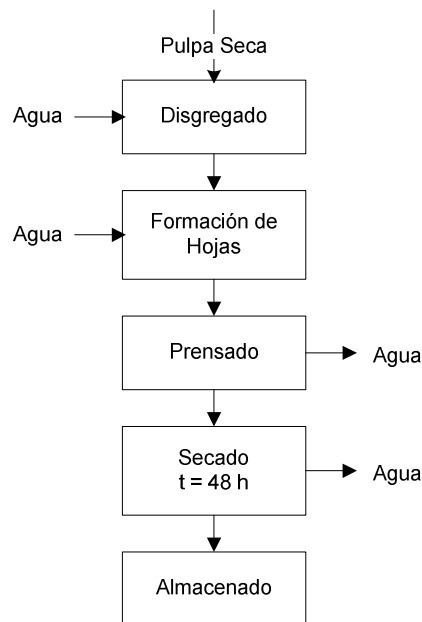 Pulpa Seca
Agua
Disgregado
Agua
Formación de
Hojas
Prensado
Agua
Secado
t = 48 h
Agua
Almacenado